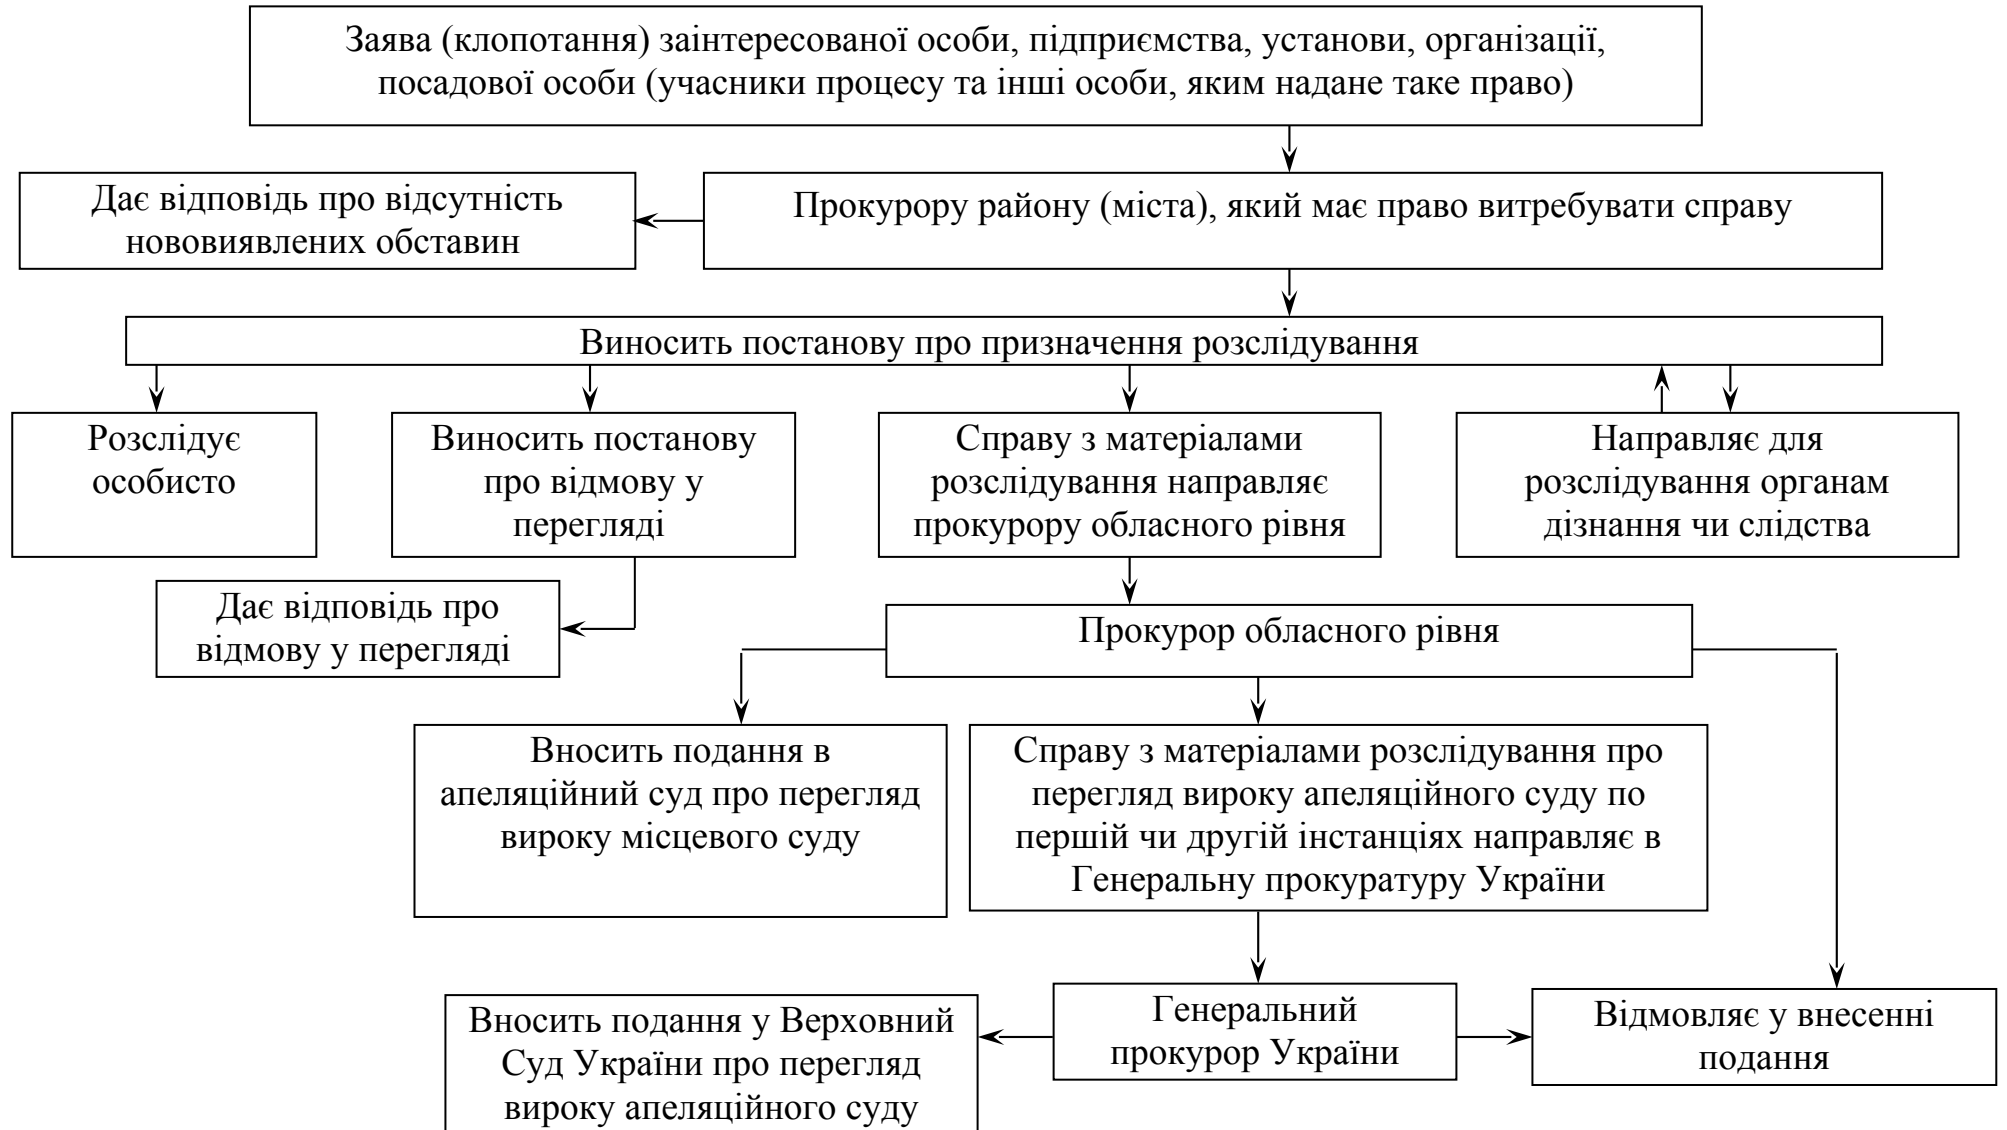 Заява (клопотання) заінтересованої особи, підприємства, установи, організації,
посадової особи (учасники процесу та інші особи, яким надане таке право)
Дає відповідь про відсутність
нововиявлених обставин
Прокурору району (міста), який має право витребувати справу
Виносить постанову про призначення розслідування
Розслідує
особисто
Виносить постанову
про відмову у
перегляді
Справу з матеріалами
розслідування направляє
прокурору обласного рівня
Направляє для
розслідування органам
дізнання чи слідства
Дає відповідь про
відмову у перегляді
Прокурор обласного рівня
Вносить подання в
апеляційний суд про перегляд
вироку місцевого суду
Справу з матеріалами розслідування про
перегляд вироку апеляційного суду по
першій чи другій інстанціях направляє в
Генеральну прокуратуру України
Вносить подання у Верховний
Суд України про перегляд
вироку апеляційного суду
Генеральний
прокурор України
Відмовляє у внесенні
подання